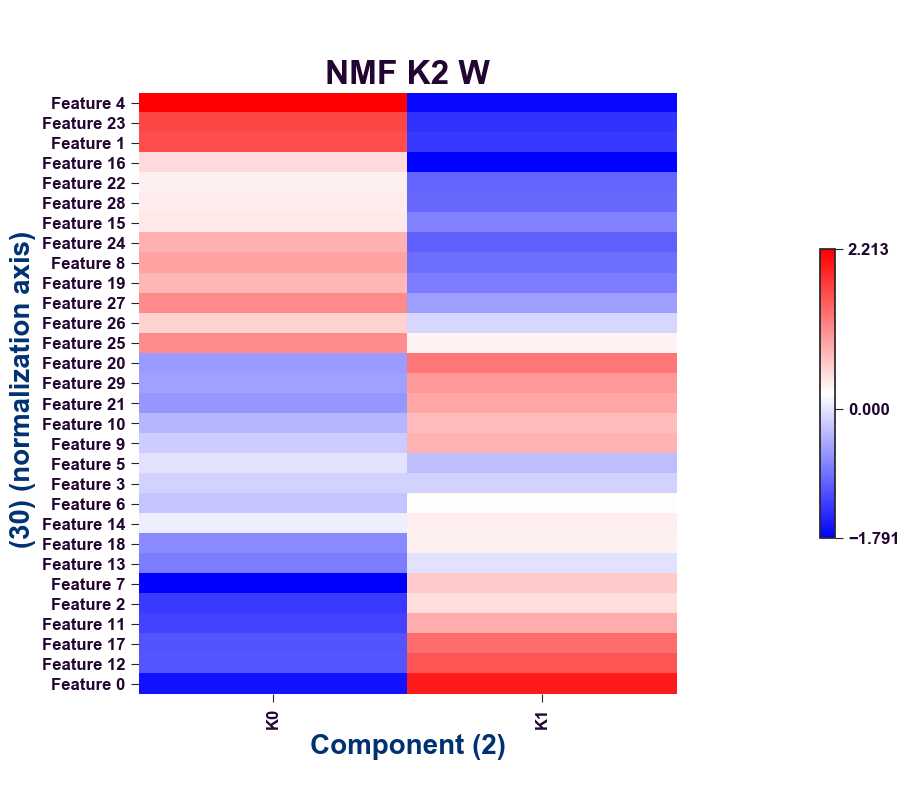 NMF K2 W
(30) (normalization axis)
Feature 4
Feature 23
Feature 1
Feature 16
Feature 22
Feature 28
Feature 15
Feature 24
Feature 8
Feature 19
Feature 27
Feature 26
Feature 25
Feature 20
Feature 29
Feature 21
Feature 10
Feature 9
Feature 5
Feature 3
Feature 6
Feature 14
Feature 18
Feature 13
Feature 7
Feature 2
Feature 11
Feature 17
Feature 12
Feature 0
K0
K1
Component (2)
2.213
0.000
−1.791